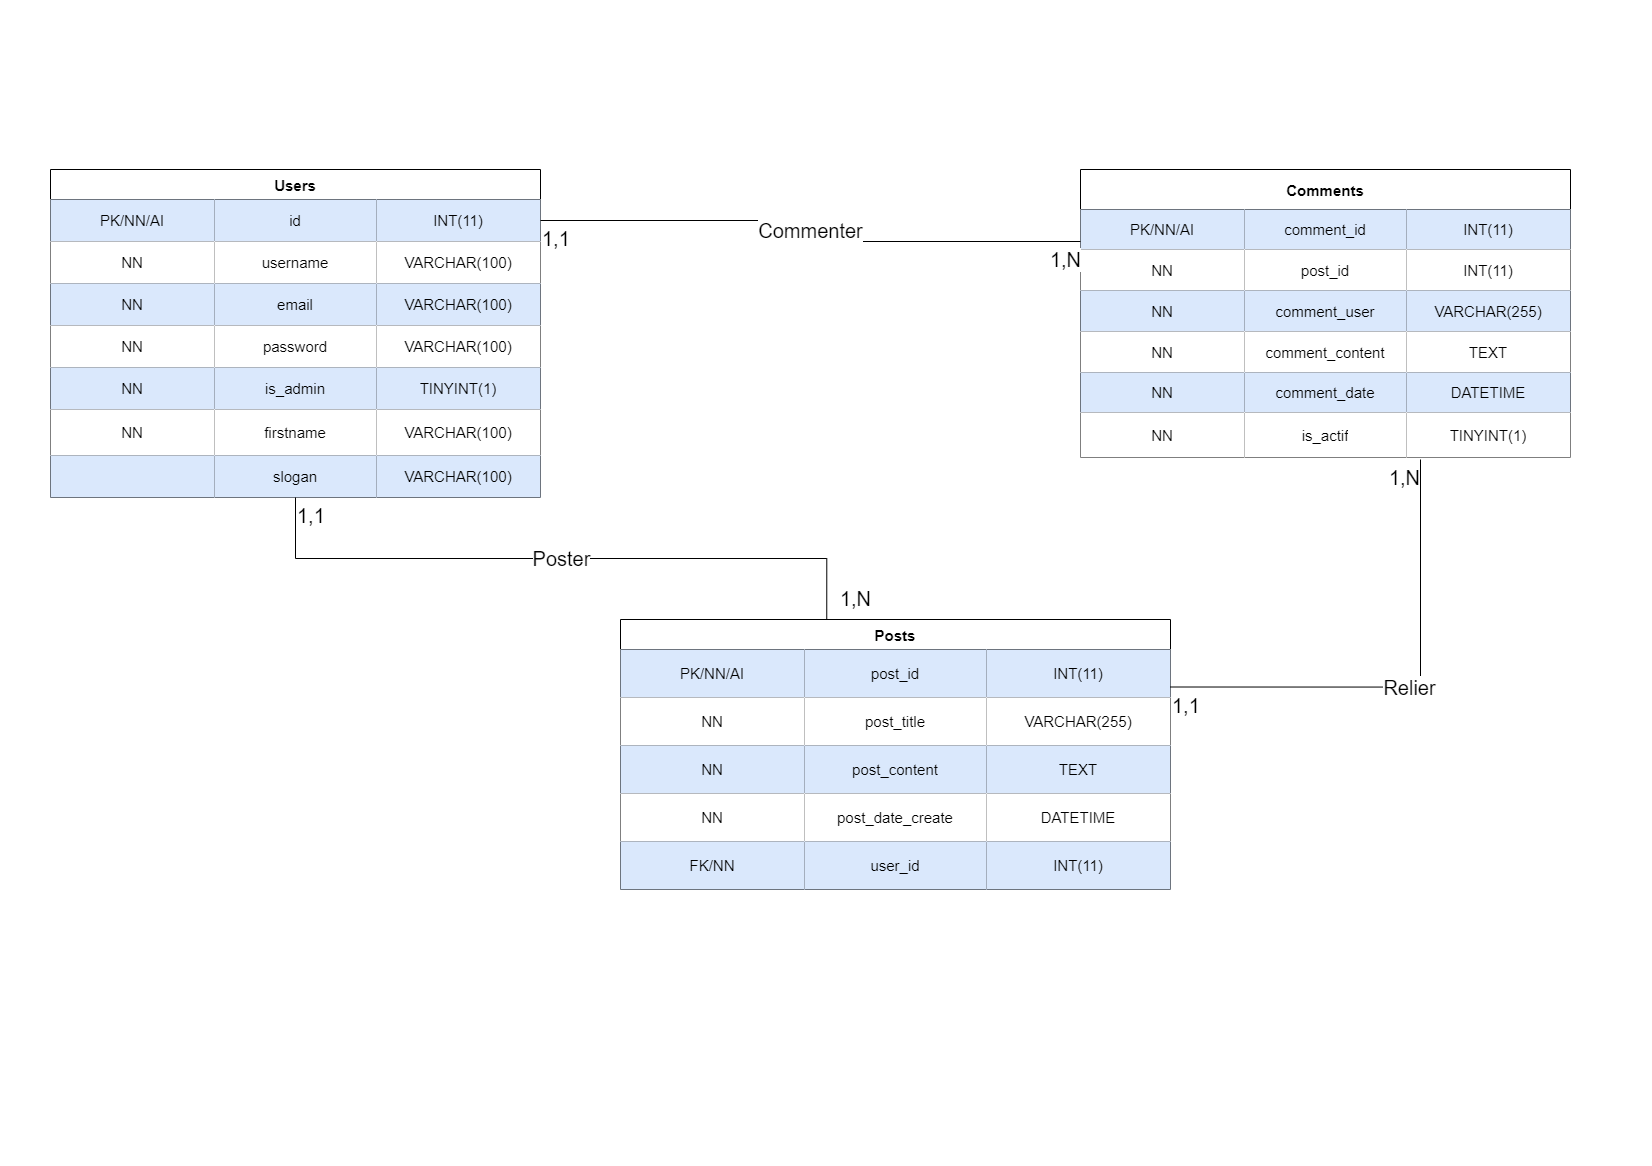 Users
PK/NN/AI id INT(11)
NN username VARCHAR(100)
NN email VARCHAR(100)
NN password VARCHAR(100)
NN is_admin TINYINT(1)
NN firstname VARCHAR(100)
slogan VARCHAR(100)
1,1
Commenter
1,N
Comments
PK/NN/AI comment_id INT(11)
NN post_id INT(11)
NN comment_user VARCHAR(255)
NN comment_content TEXT
NN comment_date DATETIME
NN is_actif TINYINT(1)
1,N
1,1
Poster
1,N
Posts
PK/NN/AI post_id INT(11)
NN post_title VARCHAR(255)
NN post_content TEXT
NN post_date_create DATETIME
FK/NN user_id INT(11)
Relier
1,1